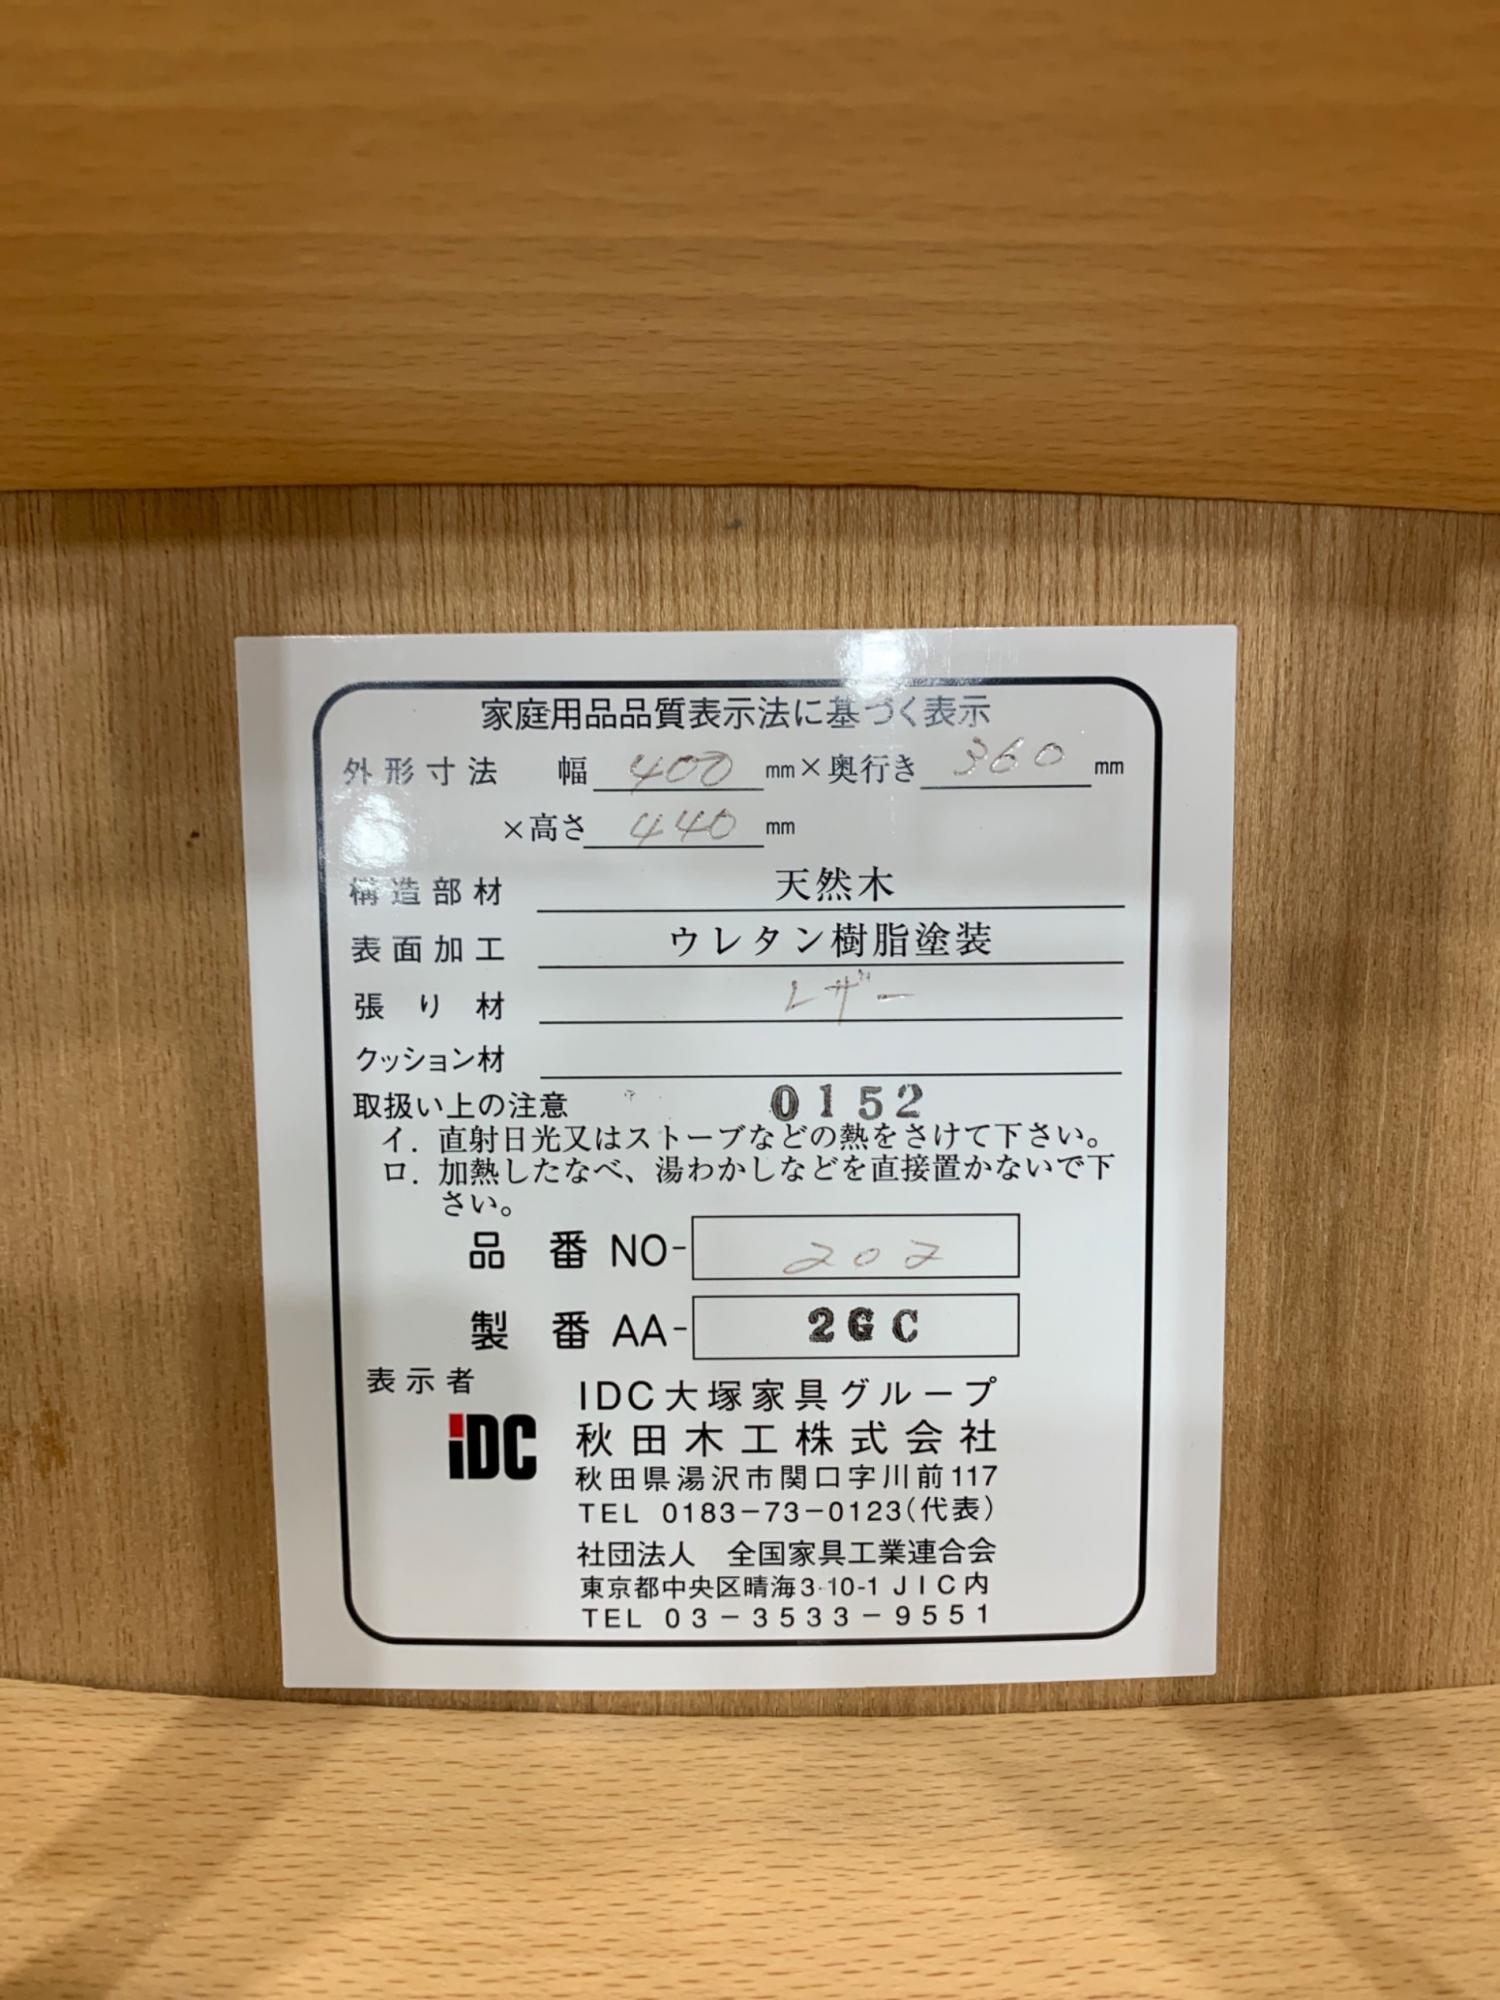 家庭用品品質表示法に基づく表示
外形寸法 幅 400 mm×奥行き 360 mm
×高さ 440 mm
構造部材 天然木
表面加工 ウレタン樹脂塗装
張り材 レザー
クッション材
取扱い上の注意 0152
イ. 直射日光又はストーブなどの熱をさけて下さい。
ロ. 加熱したなべ、湯わかしなどを直接置かないで下
さい。
品番 NO- 202
製番 AA- 2GC
表示者
iDC
IDC大塚家具グループ
秋田木工株式会社
秋田県湯沢市関口字川前117
TEL 0183-73-0123(代表)
社団法人 全国家具工業連合会
東京都中央区晴海3-10-1 JIC内
TEL 03-3533-9551